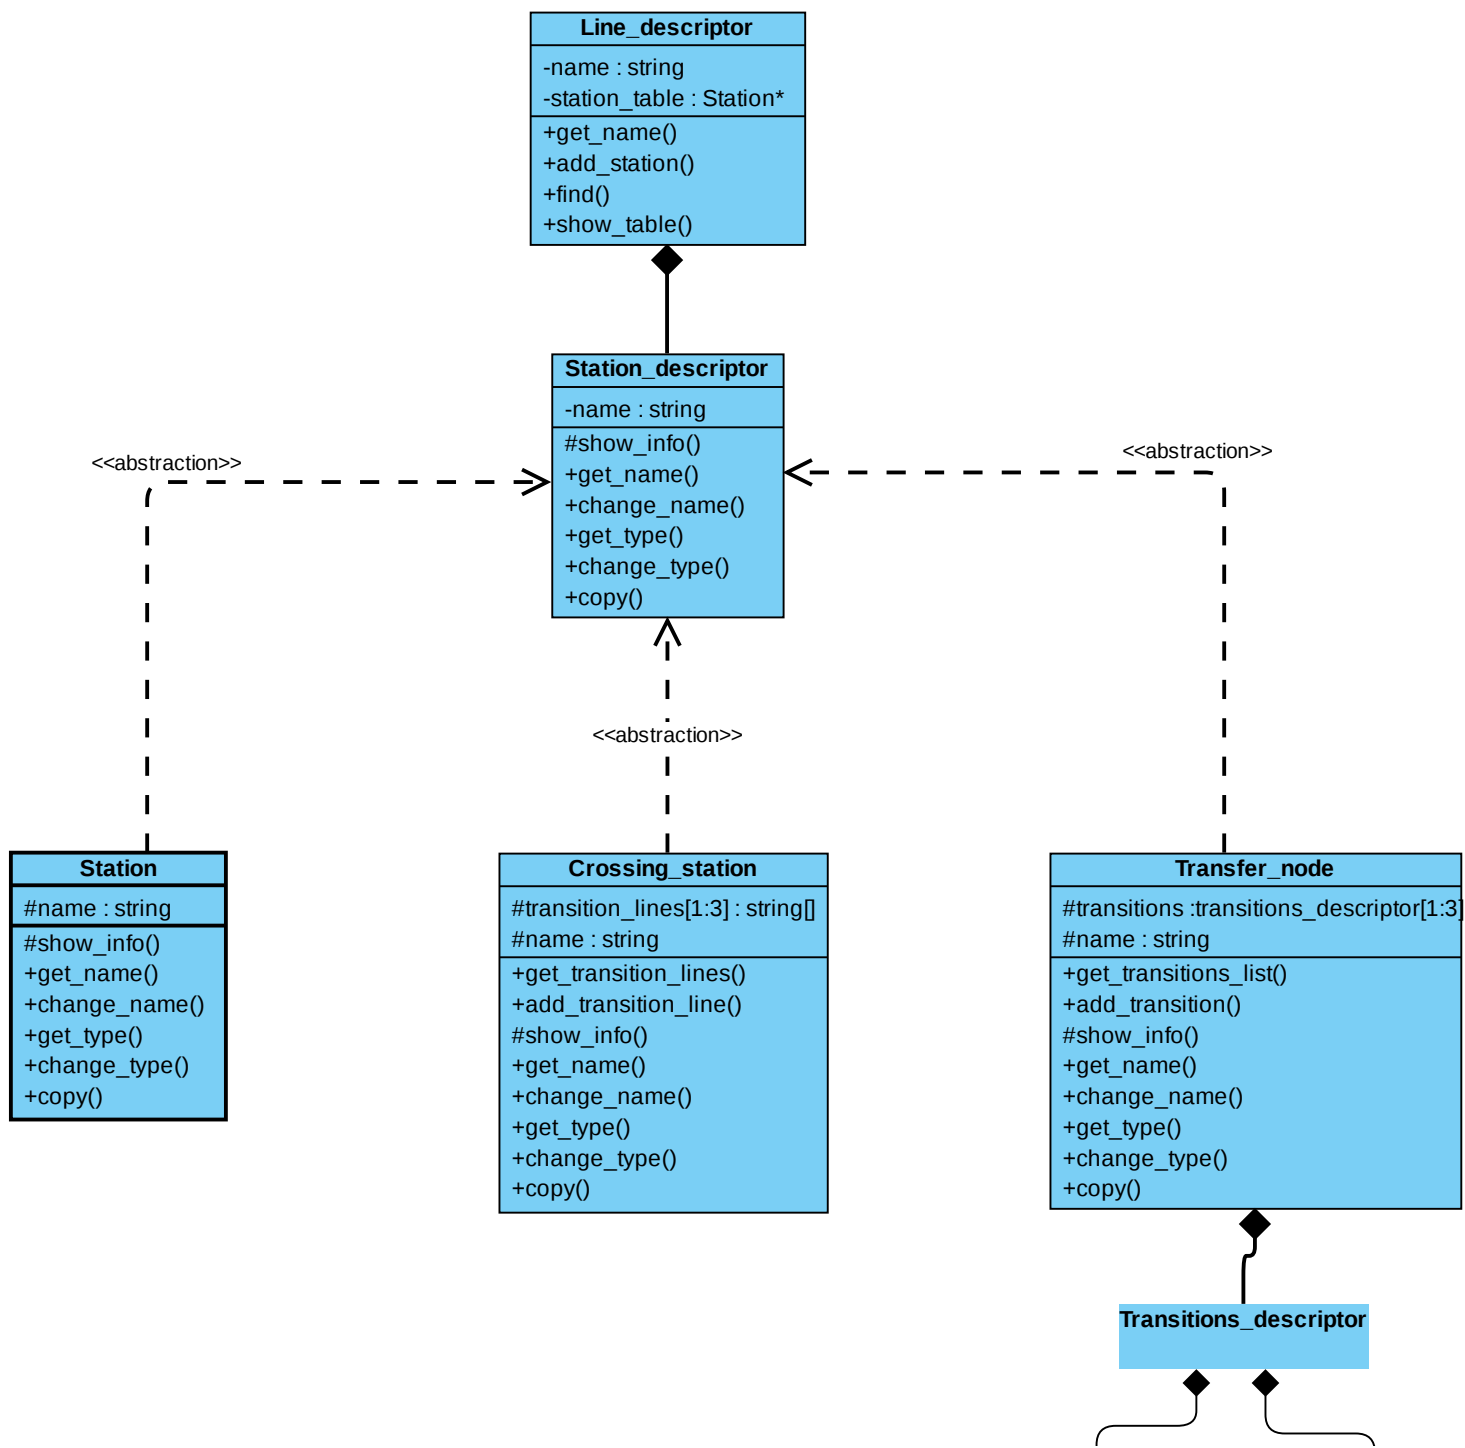 Line_descriptor
-name : string
-station_table : Station*
+get_name()
+add_station()
+find()
+show_table()
Station_descriptor
-name : string
#show_info()
+get_name()
+change_name()
+get_type()
+change_type()
+copy()
<<abstraction>>
<<abstraction>>
<<abstraction>>
Station
#name : string
#show_info()
+get_name()
+change_name()
+get_type()
+change_type()
+copy()
Crossing_station
#transition_lines[1:3] : string[]
#name : string
+get_transition_lines()
+add_transition_line()
#show_info()
+get_name()
+change_name()
+get_type()
+change_type()
+copy()
Transfer_node
#transitions :transitions_descriptor[1:3]
#name : string
+get_transitions_list()
+add_transition()
#show_info()
+get_name()
+change_name()
+get_type()
+change_type()
+copy()
Transitions_descriptor